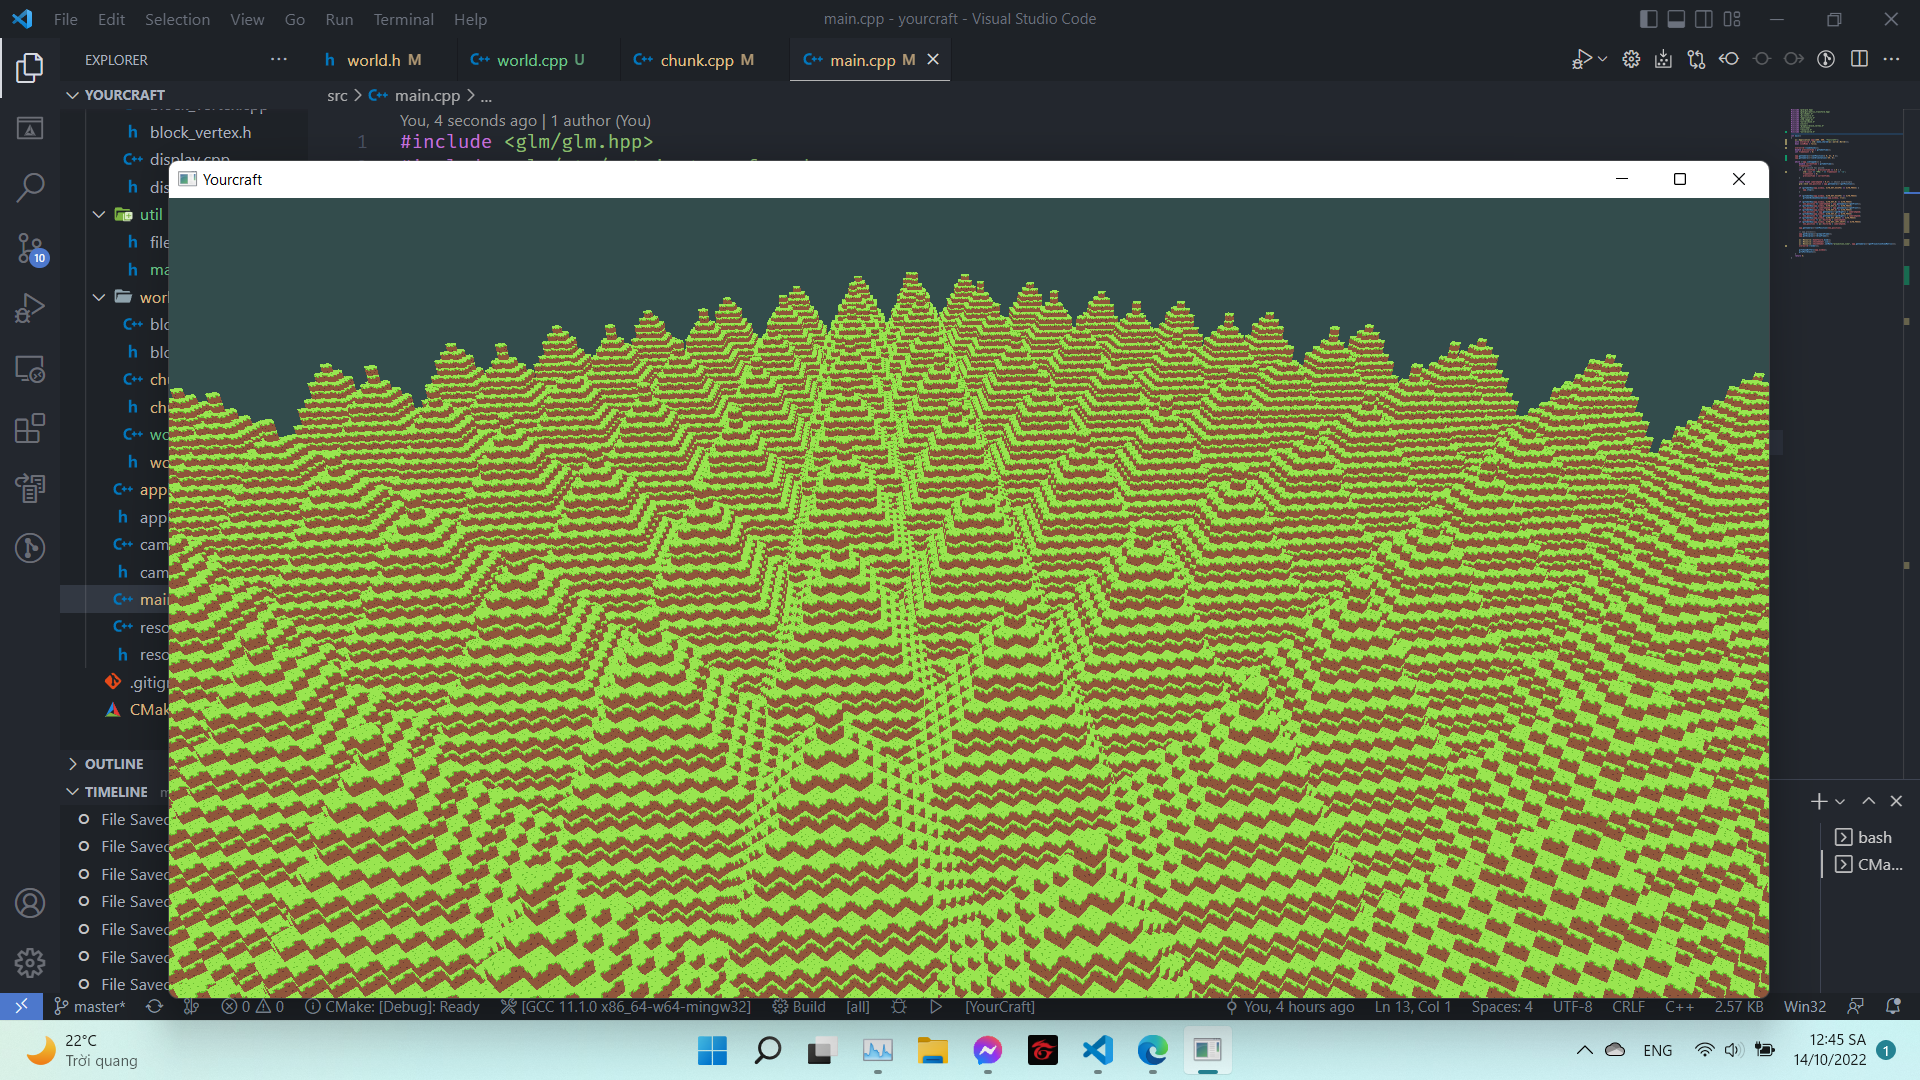 File Edit Selection View Go Run Terminal Help
main.cpp - yourcraft - Visual Studio Code
EXPLORER
world.h M
world.cpp U
chunk.cpp M
main.cpp M
YOURCRAFT
src > main.cpp > ...
You, 4 seconds ago | 1 author (You)
1 #include <glm/glm.hpp>
block_vertex.h
display.cpp
dis
Yourcraft
util
file
ma
worl
blo
blo
chu
ch
wo
wo
app
app
cam
cam
main
reso
reso
.gitign
CMak
OUTLINE
TIMELINE
File Saved
File Saved
File Saved
File Saved
File Saved
File Saved
File Saved
bash
CMa...
10
master*
0 0
CMake: [Debug]: Ready
[GCC 11.1.0 x86_64-w64-mingw32]
Build
[all]
[YourCraft]
You, 4 hours ago
Ln 13, Col 1
Spaces: 4
UTF-8
CRLF
C++
2.57 KB
Win32
22°C
Trời quang
ENG
12:45 SA
14/10/2022
1